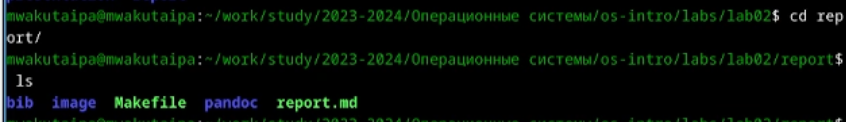 mwakutaipa@mwakutaipa:~/work/study/2023-2024/Операционные системы/os-intro/labs/lab02$ cd rep
ort/
mwakutaipa@mwakutaipa:~/work/study/2023-2024/Операционные системы/os-intro/labs/lab02/report$
ls
bib image Makefile pandoc report.md